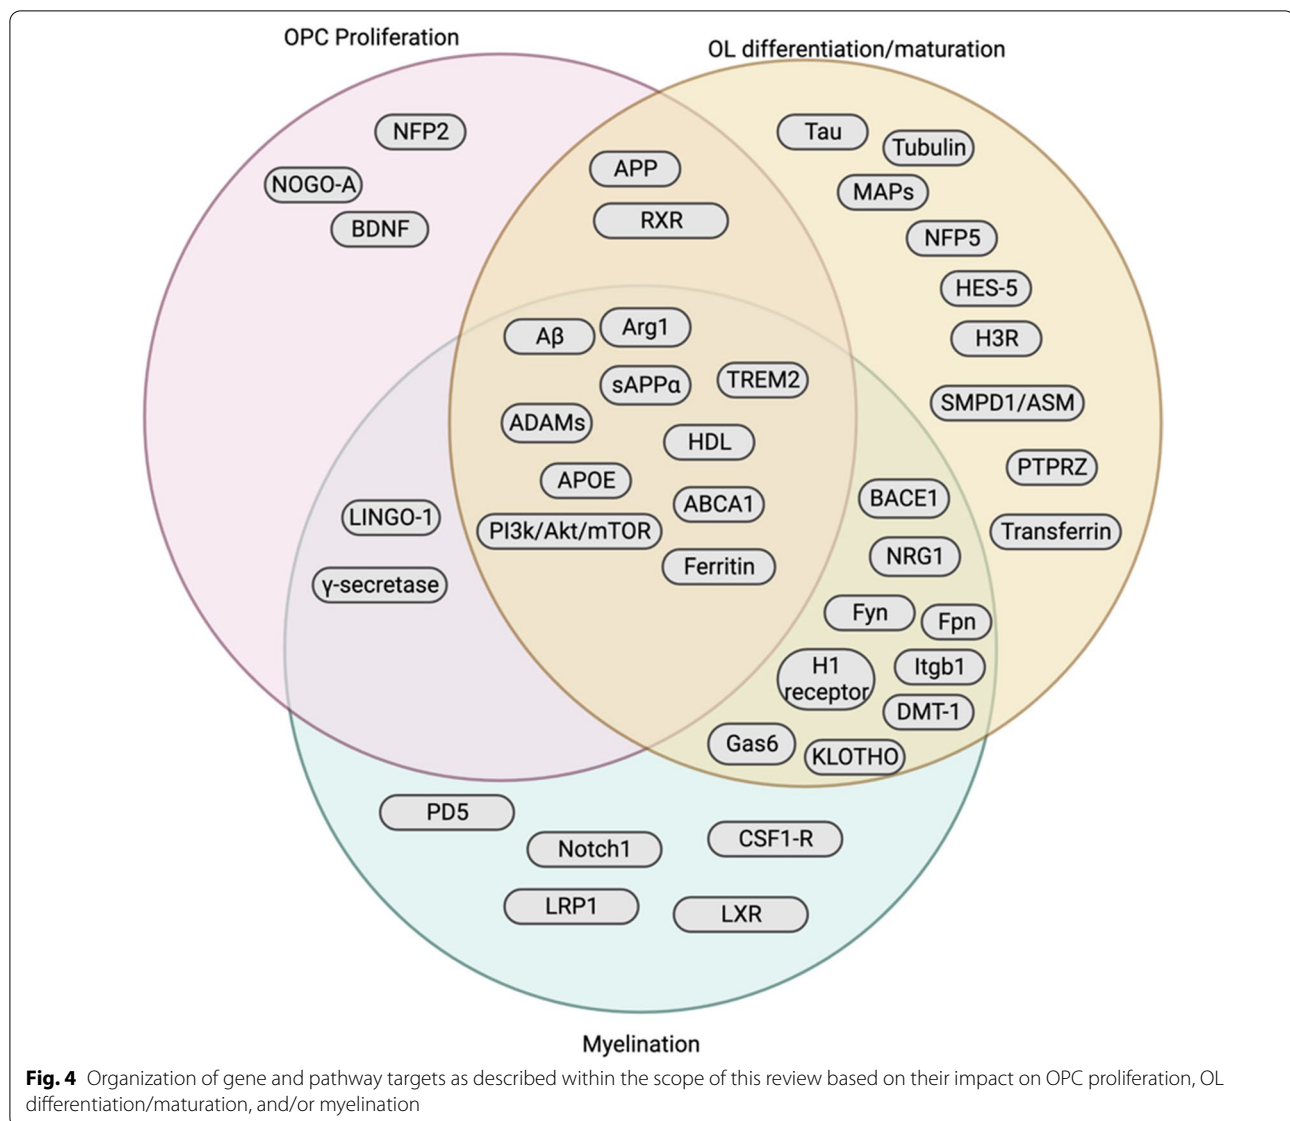 OPC Proliferation
OL differentiation/maturation
NFP2
NOGO-A
BDNF
APP
RXR
Tau
Tubulin
MAPs
NFP5
HES-5
H3R
SMPD1/ASM
PTPRZ
Transferrin
Aβ
Arg1
sAPPα
TREM2
ADAMs
HDL
APOE
ABCA1
PI3k/Akt/mTOR
Ferritin
LINGO-1
γ-secretase
BACE1
NRG1
Fyn
Fpn
H1
receptor
Itgb1
DMT-1
Gas6
KLOTHO
PD5
Notch1
CSF1-R
LRP1
LXR
Myelination
Fig. 4 Organization of gene and pathway targets as described within the scope of this review based on their impact on OPC proliferation, OL
differentiation/maturation, and/or myelination